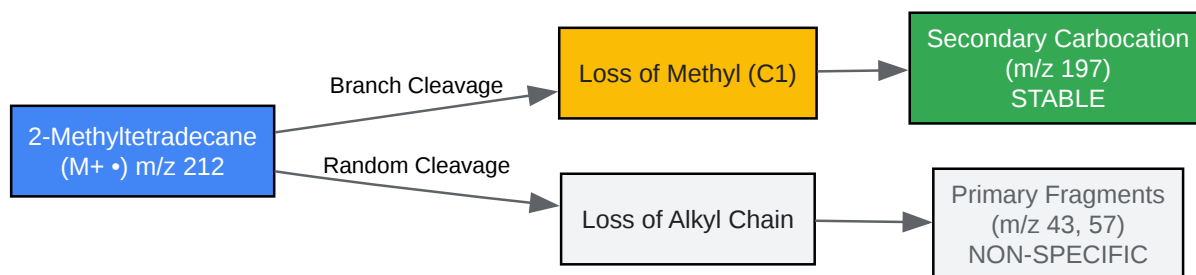 2-Methyltetradecane
(M+ •) m/z 212
Branch Cleavage
Random Cleavage
Loss of Methyl (C1)
Loss of Alkyl Chain
Secondary Carbocation
(m/z 197)
STABLE
Primary Fragments
(m/z 43, 57)
NON-SPECIFIC